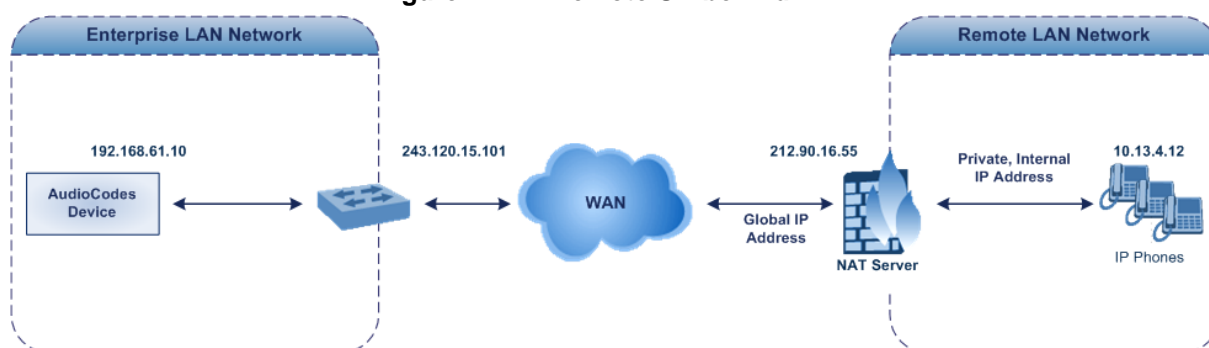 Enterprise LAN Network
Remote LAN Network
192.168.61.10
243.120.15.101
212.90.16.55
Private, Internal
IP Address
10.13.4.12
AudioCodes
Device
WAN
Global IP
Address
NAT Server
IP Phones